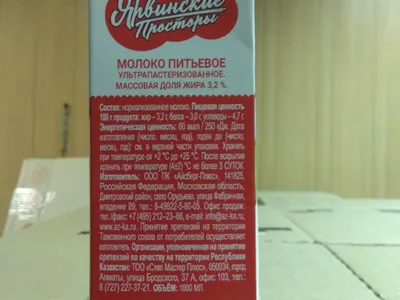 Ярвинские
Просторы
МОЛОКО ПИТЬЕВОЕ
УЛЬТРАПАСТЕРИЗОВАННОЕ.
МАССОВАЯ ДОЛЯ ЖИРА 3,2 %.
Состав: нормализованное молоко. Пищевая ценность
100 г продукта: жир – 3,2 г, белок – 3,0 г, углеводы – 4,7 г.
Энергетическая ценность: 60 ккал / 250 кДж. Дата
изготовления (число, месяц, год), годен до (число,
месяц, год): см. в верхней части упаковки. Хранить
при температуре от +2 °С до +25 °С. После вскрытия
хранить при температуре (4±2) °С не более 3 СУТОК.
Изготовитель: ООО ПК «Айсберг-Плюс», 141825,
Российская Федерация, Московская область,
Дмитровский район, село Орудьево, улица Фабричная,
владение 89, тел.: 8-49622-5-80-05. Офис продаж:
тел./факс: +7 (495) 212–23–66, e-mail: info@az-ka.ru,
www.az-ka.ru. Принятие претензий на территории
Таможенного союза от потребителей осуществляет
изготовитель. Организация, уполномоченная на принятие
претензий по качеству на территории Республики
Казахстан: ТОО «Степ Мастер Плюс», 050034, город
Алматы, улица Бродского, 37 А, офис 103, тел.:
8 (727) 227-37-21. ОБЪЁМ: 1000 МЛ.